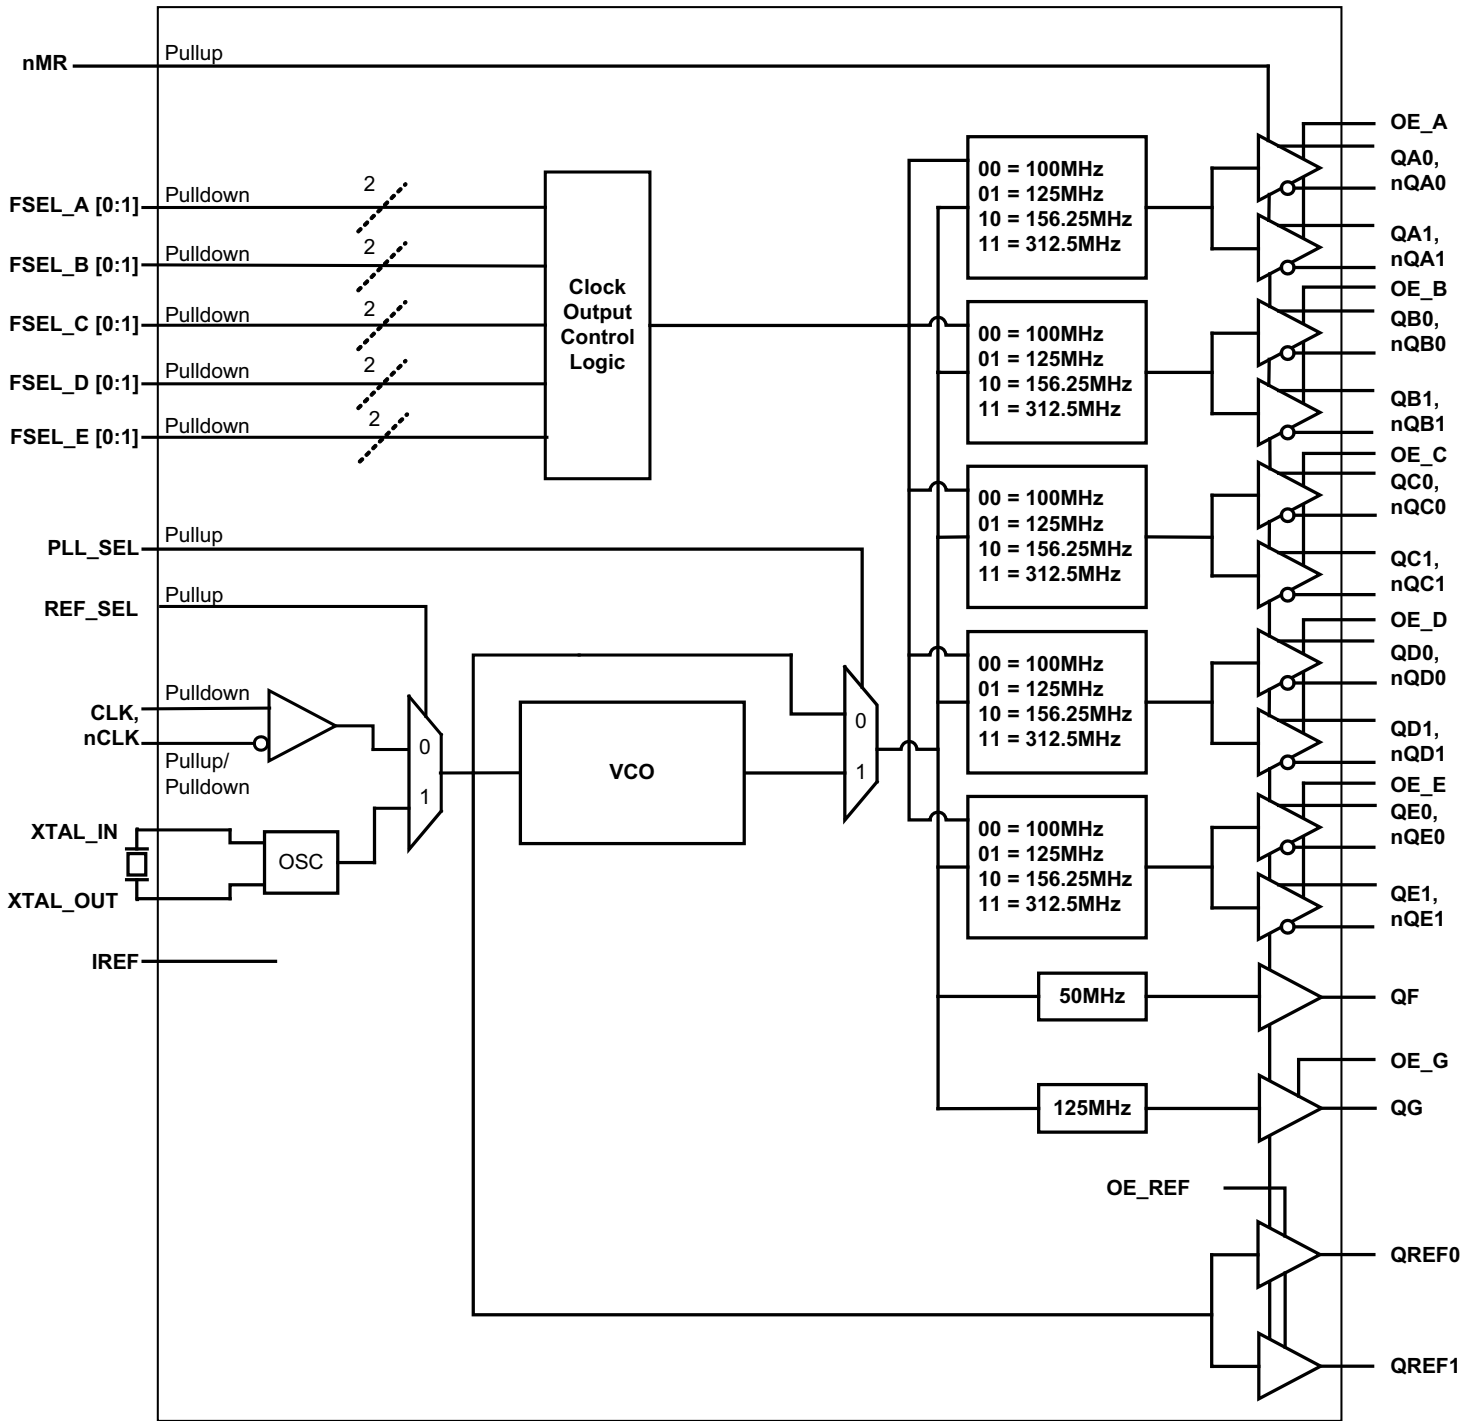 nMR
Pullup
FSEL_A [0:1]
Pulldown
2
FSEL_B [0:1]
Pulldown
2
FSEL_C [0:1]
Pulldown
2
FSEL_D [0:1]
Pulldown
2
FSEL_E [0:1]
Pulldown
2
Clock
Output
Control
Logic
PLL_SEL
Pullup
REF_SEL
Pullup
CLK,
nCLK
Pulldown
Pullup/
Pulldown
0
1
XTAL_IN
XTAL_OUT
OSC
IREF
VCO
0
1
00 = 100MHz
01 = 125MHz
10 = 156.25MHz
11 = 312.5MHz
00 = 100MHz
01 = 125MHz
10 = 156.25MHz
11 = 312.5MHz
00 = 100MHz
01 = 125MHz
10 = 156.25MHz
11 = 312.5MHz
00 = 100MHz
01 = 125MHz
10 = 156.25MHz
11 = 312.5MHz
00 = 100MHz
01 = 125MHz
10 = 156.25MHz
11 = 312.5MHz
50MHz
125MHz
OE_A
QA0,
nQA0
QA1,
nQA1
OE_B
QB0,
nQB0
QB1,
nQB1
OE_C
QC0,
nQC0
QC1,
nQC1
OE_D
QD0,
nQD0
QD1,
nQD1
OE_E
QE0,
nQE0
QE1,
nQE1
QF
OE_G
QG
OE_REF
QREF0
QREF1